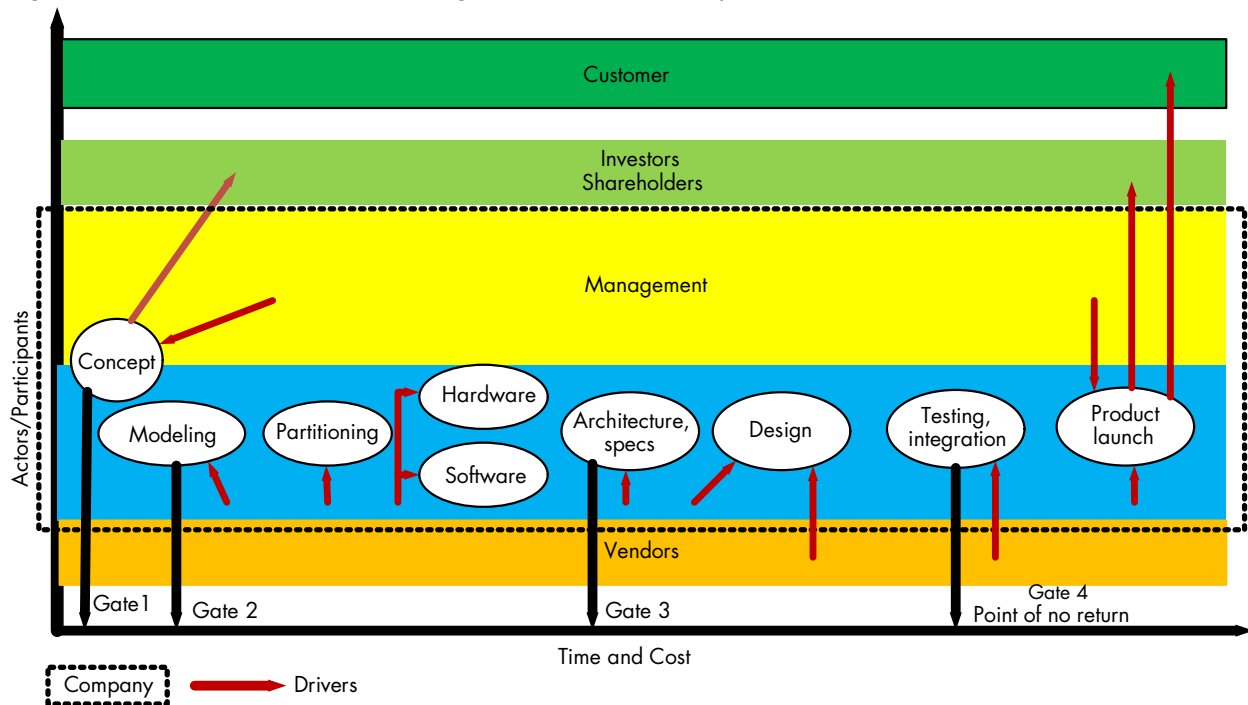 Customer
Investors
Shareholders
Management
Actors/Participants
Concept
Hardware
Modeling
Partitioning
Software
Architecture,
specs
Design
Testing,
integration
Product
launch
Vendors
Gate1
Gate 2
Gate 3
Gate 4
Point of no return
Time and Cost
Company
Drivers